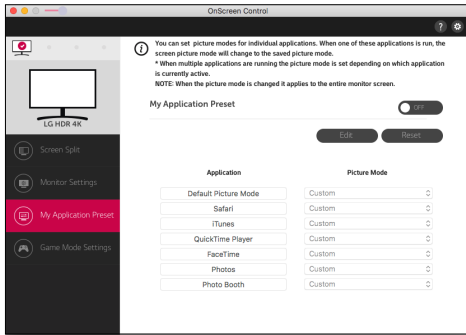 OnScreen Control
?
You can set picture modes for individual applications. When one of these applications is run, the
screen picture mode will change to the saved picture mode.
* When multiple applications are running the picture mode is set depending on which application
is currently active.
NOTE: When the picture mode is changed it applies to the entire monitor screen.
LG HDR 4K
Screen Split
Monitor Settings
My Application Preset
Game Mode Settings
My Application Preset
OFF
Edit Reset
Application Picture Mode
Default Picture Mode Custom
Safari Custom
iTunes Custom
QuickTime Player Custom
FaceTime Custom
Photos Custom
Photo Booth Custom